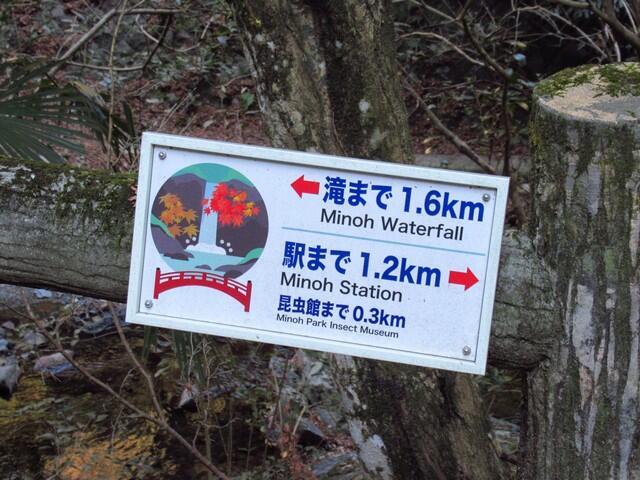 滝まで 1.6km
Minoh Waterfall
駅まで 1.2km
Minoh Station
昆虫館まで 0.3km
Minoh Park Insect Museum